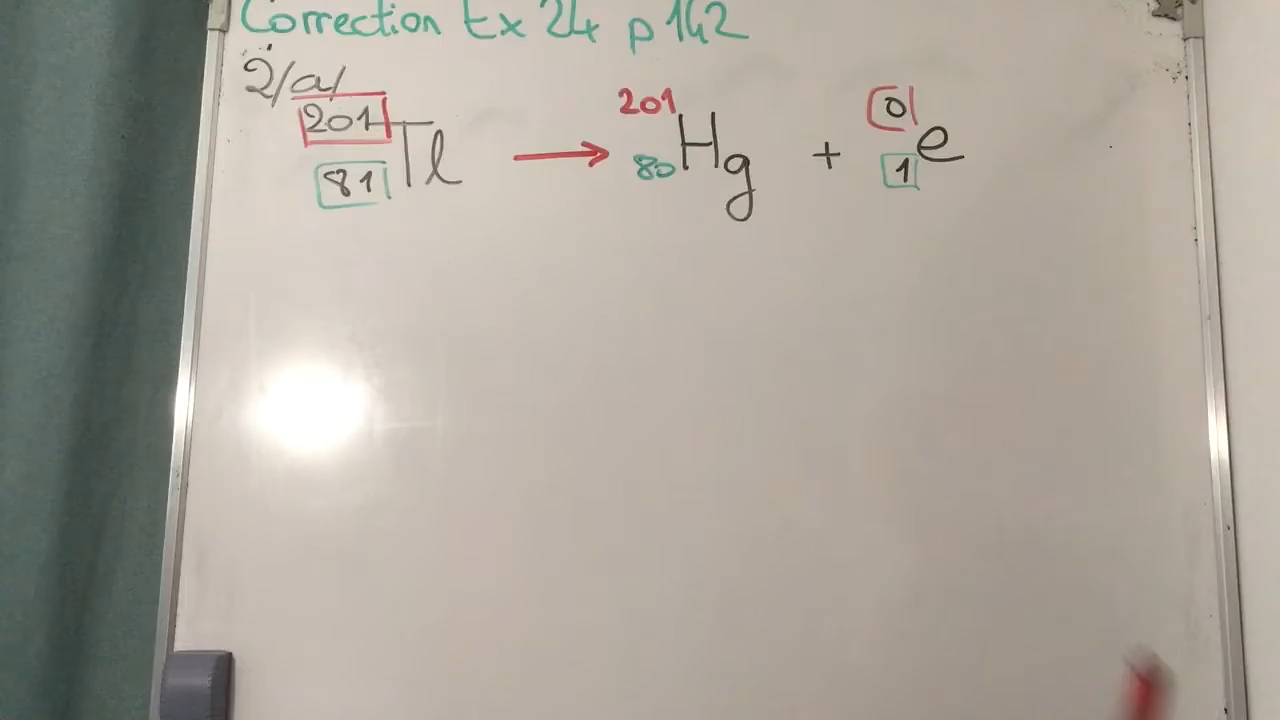 Correction Ex 24 p 142
2/a/
201 81 Tl → 201 80 Hg + 0 1 e